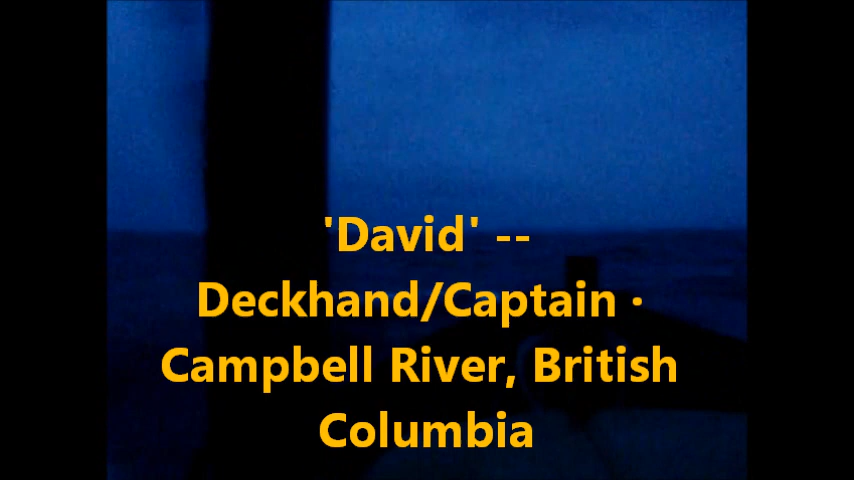 'David' --
Deckhand/Captain ·
Campbell River, British
Columbia